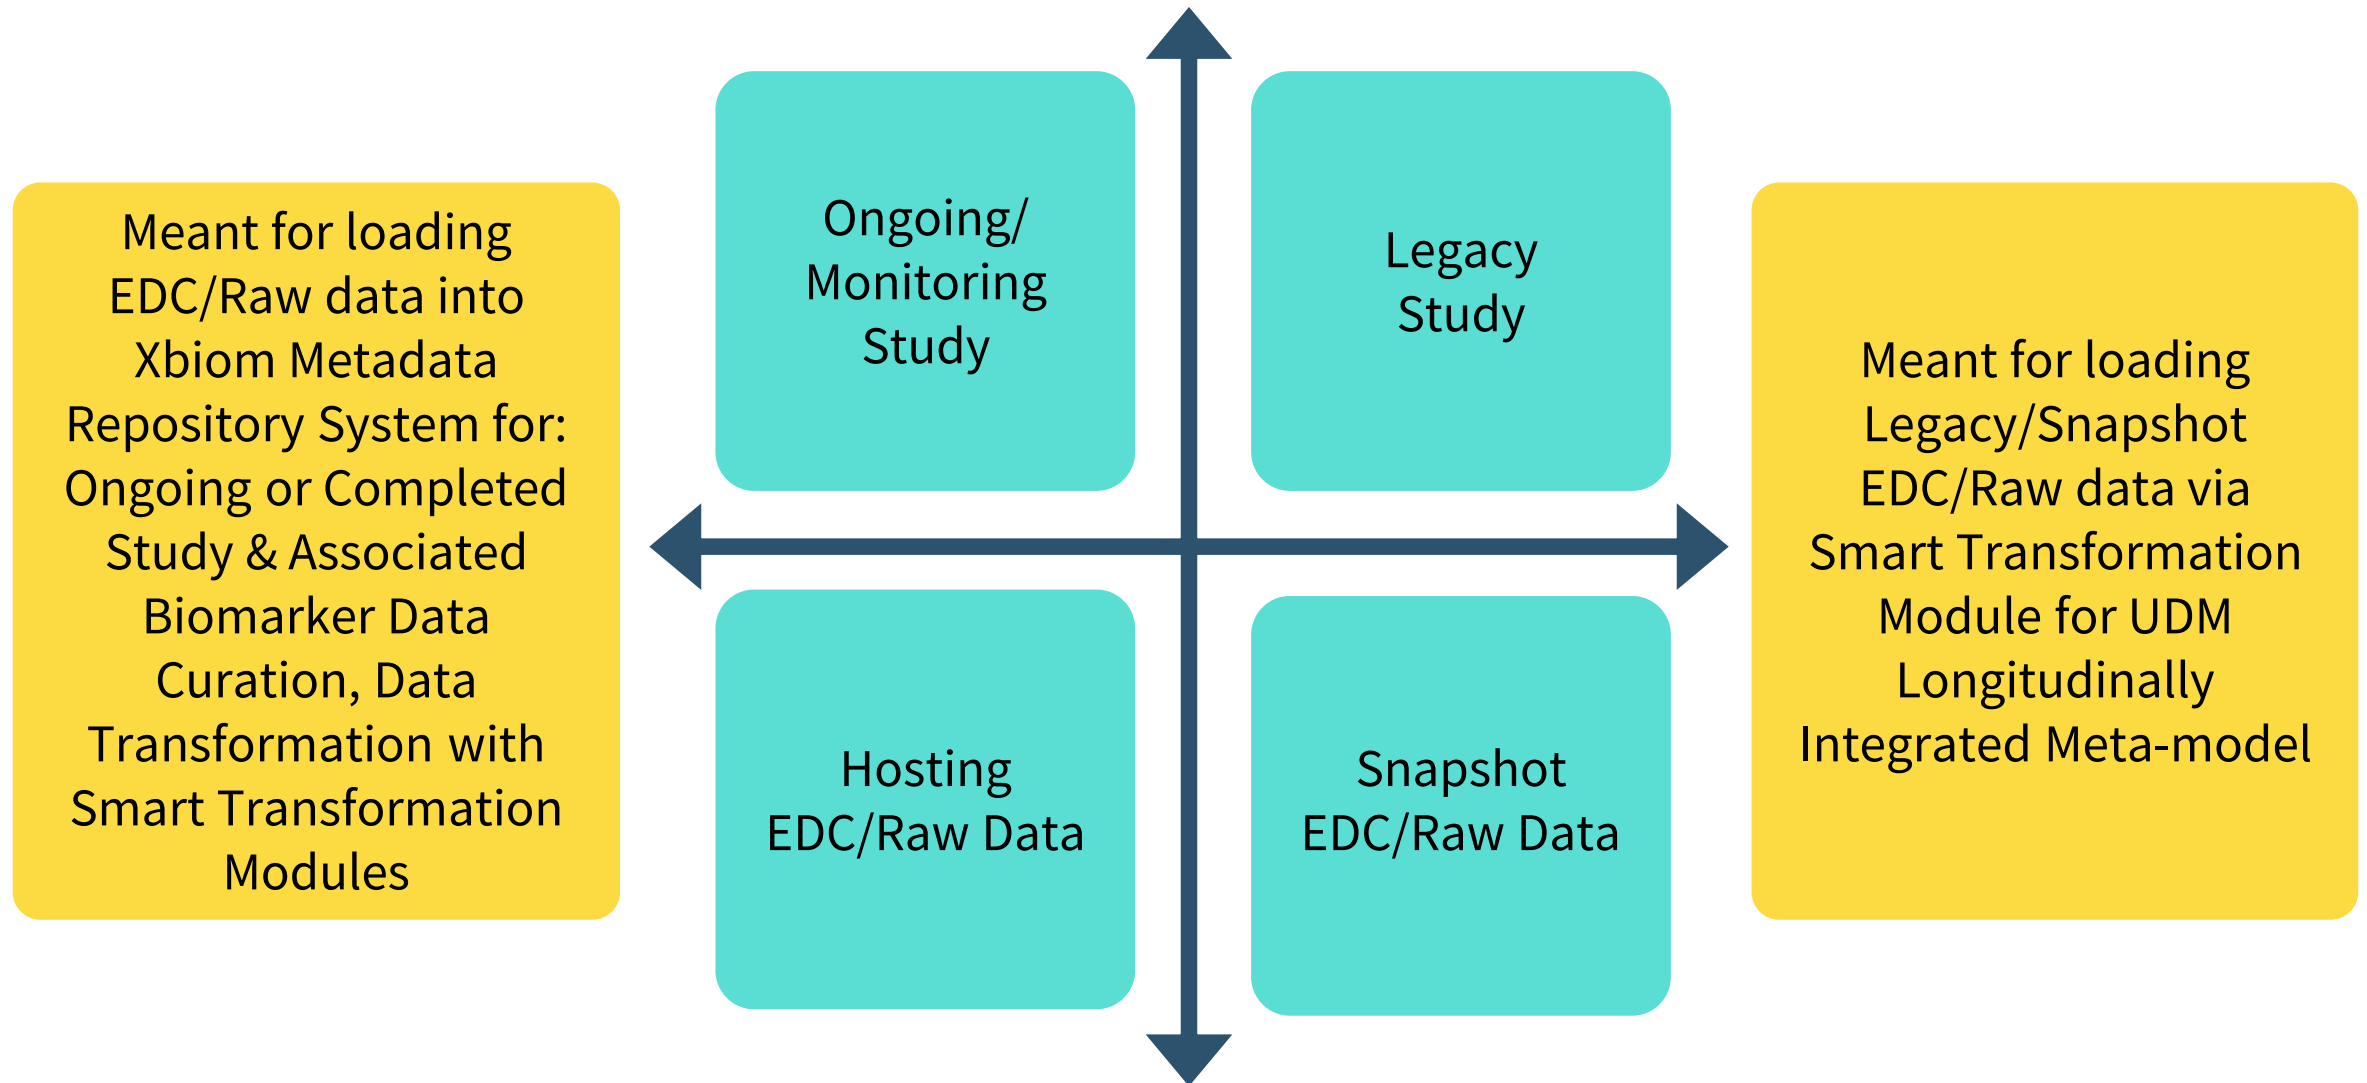 Meant for loading
EDC/Raw data into
Xbiom Metadata
Repository System for:
Ongoing or Completed
Study & Associated
Biomarker Data
Curation, Data
Transformation with
Smart Transformation
Modules
Ongoing/
Monitoring
Study
Legacy
Study
Hosting
EDC/Raw Data
Snapshot
EDC/Raw Data
Meant for loading
Legacy/Snapshot
EDC/Raw data via
Smart Transformation
Module for UDM
Longitudinally
Integrated Meta-model